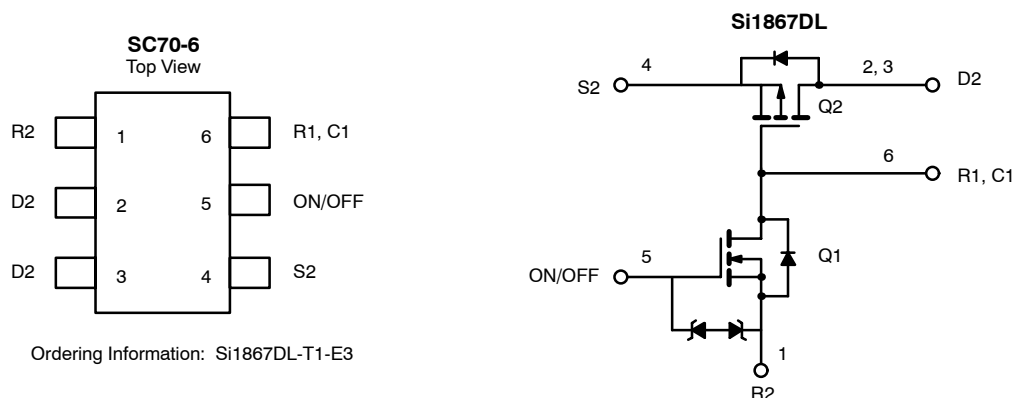 SC70-6
Top View
R2
1
6
R1, C1
D2
2
5
ON/OFF
D2
3
4
S2
Ordering Information: Si1867DL-T1-E3
Si1867DL
4
2, 3
S2
D2
Q2
6
R1, C1
5
Q1
ON/OFF
1
R2